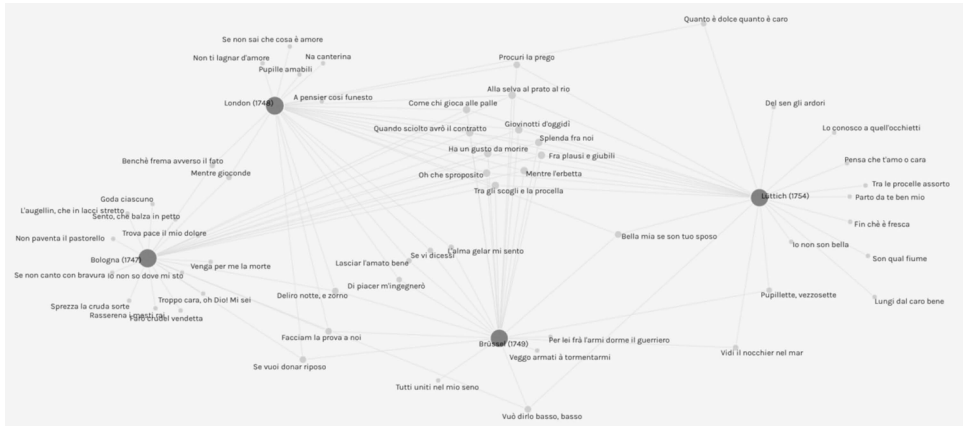 Quanto è dolce quanto è caro
Se non sai che cosa è amore
Non ti lagnar d'amore
Na canterina
Pupille amabili
Procuri la prego
London (1748)
A pensier cosi funesto
Alla selva al prato al rio
Come chi gioca alle palle
Del sen gli ardori
Quando sciolto avrò il contratto
Giovinotti d'oggidì
Splenda fra noi
Lo conosco a quell'occhietti
Ha un gusto da morire
Fra plausi e giubili
Benchè frema avverso il fato
Mentre gioconde
Oh che sproposito
Mentre l'erbetta
Pensa che t'amo o cara
Tra gli scogli e la procella
Tra le procelle assorto
Lüttich (1754)
Parto da te ben mio
Goda ciascuno
L'augellin, che in lacci stretto
Sento, che balza in petto
Fin chè è fresca
Non paventa il pastorello
Trova pace il mio dolore
Bella mia se son tuo sposo
Io non son bella
Bologna (1747)
Venga per me la morte
Lasciar l'amato bene
Se vi dicessi
L'alma gelar mi sento
Son qual fiume
Se non canto con bravura
Io non so dove mi stò
Di piacer m'ingegnerò
Sprezza la cruda sorte
Troppo cara, oh Dio! Mi sei
Deliro notte, e zorno
Pupillette, vezzosette
Lungi dal caro bene
Rasserena i mesti rai
Farò crudel vendetta
Facciam la prova a noi
Brüssel (1749)
Per lei frà l'armi dorme il guerriero
Veggo armati à tormentarmi
Vidi il nocchier nel mar
Se vuoi donar riposo
Tutti uniti nel mio seno
Vuò dirlo basso, basso